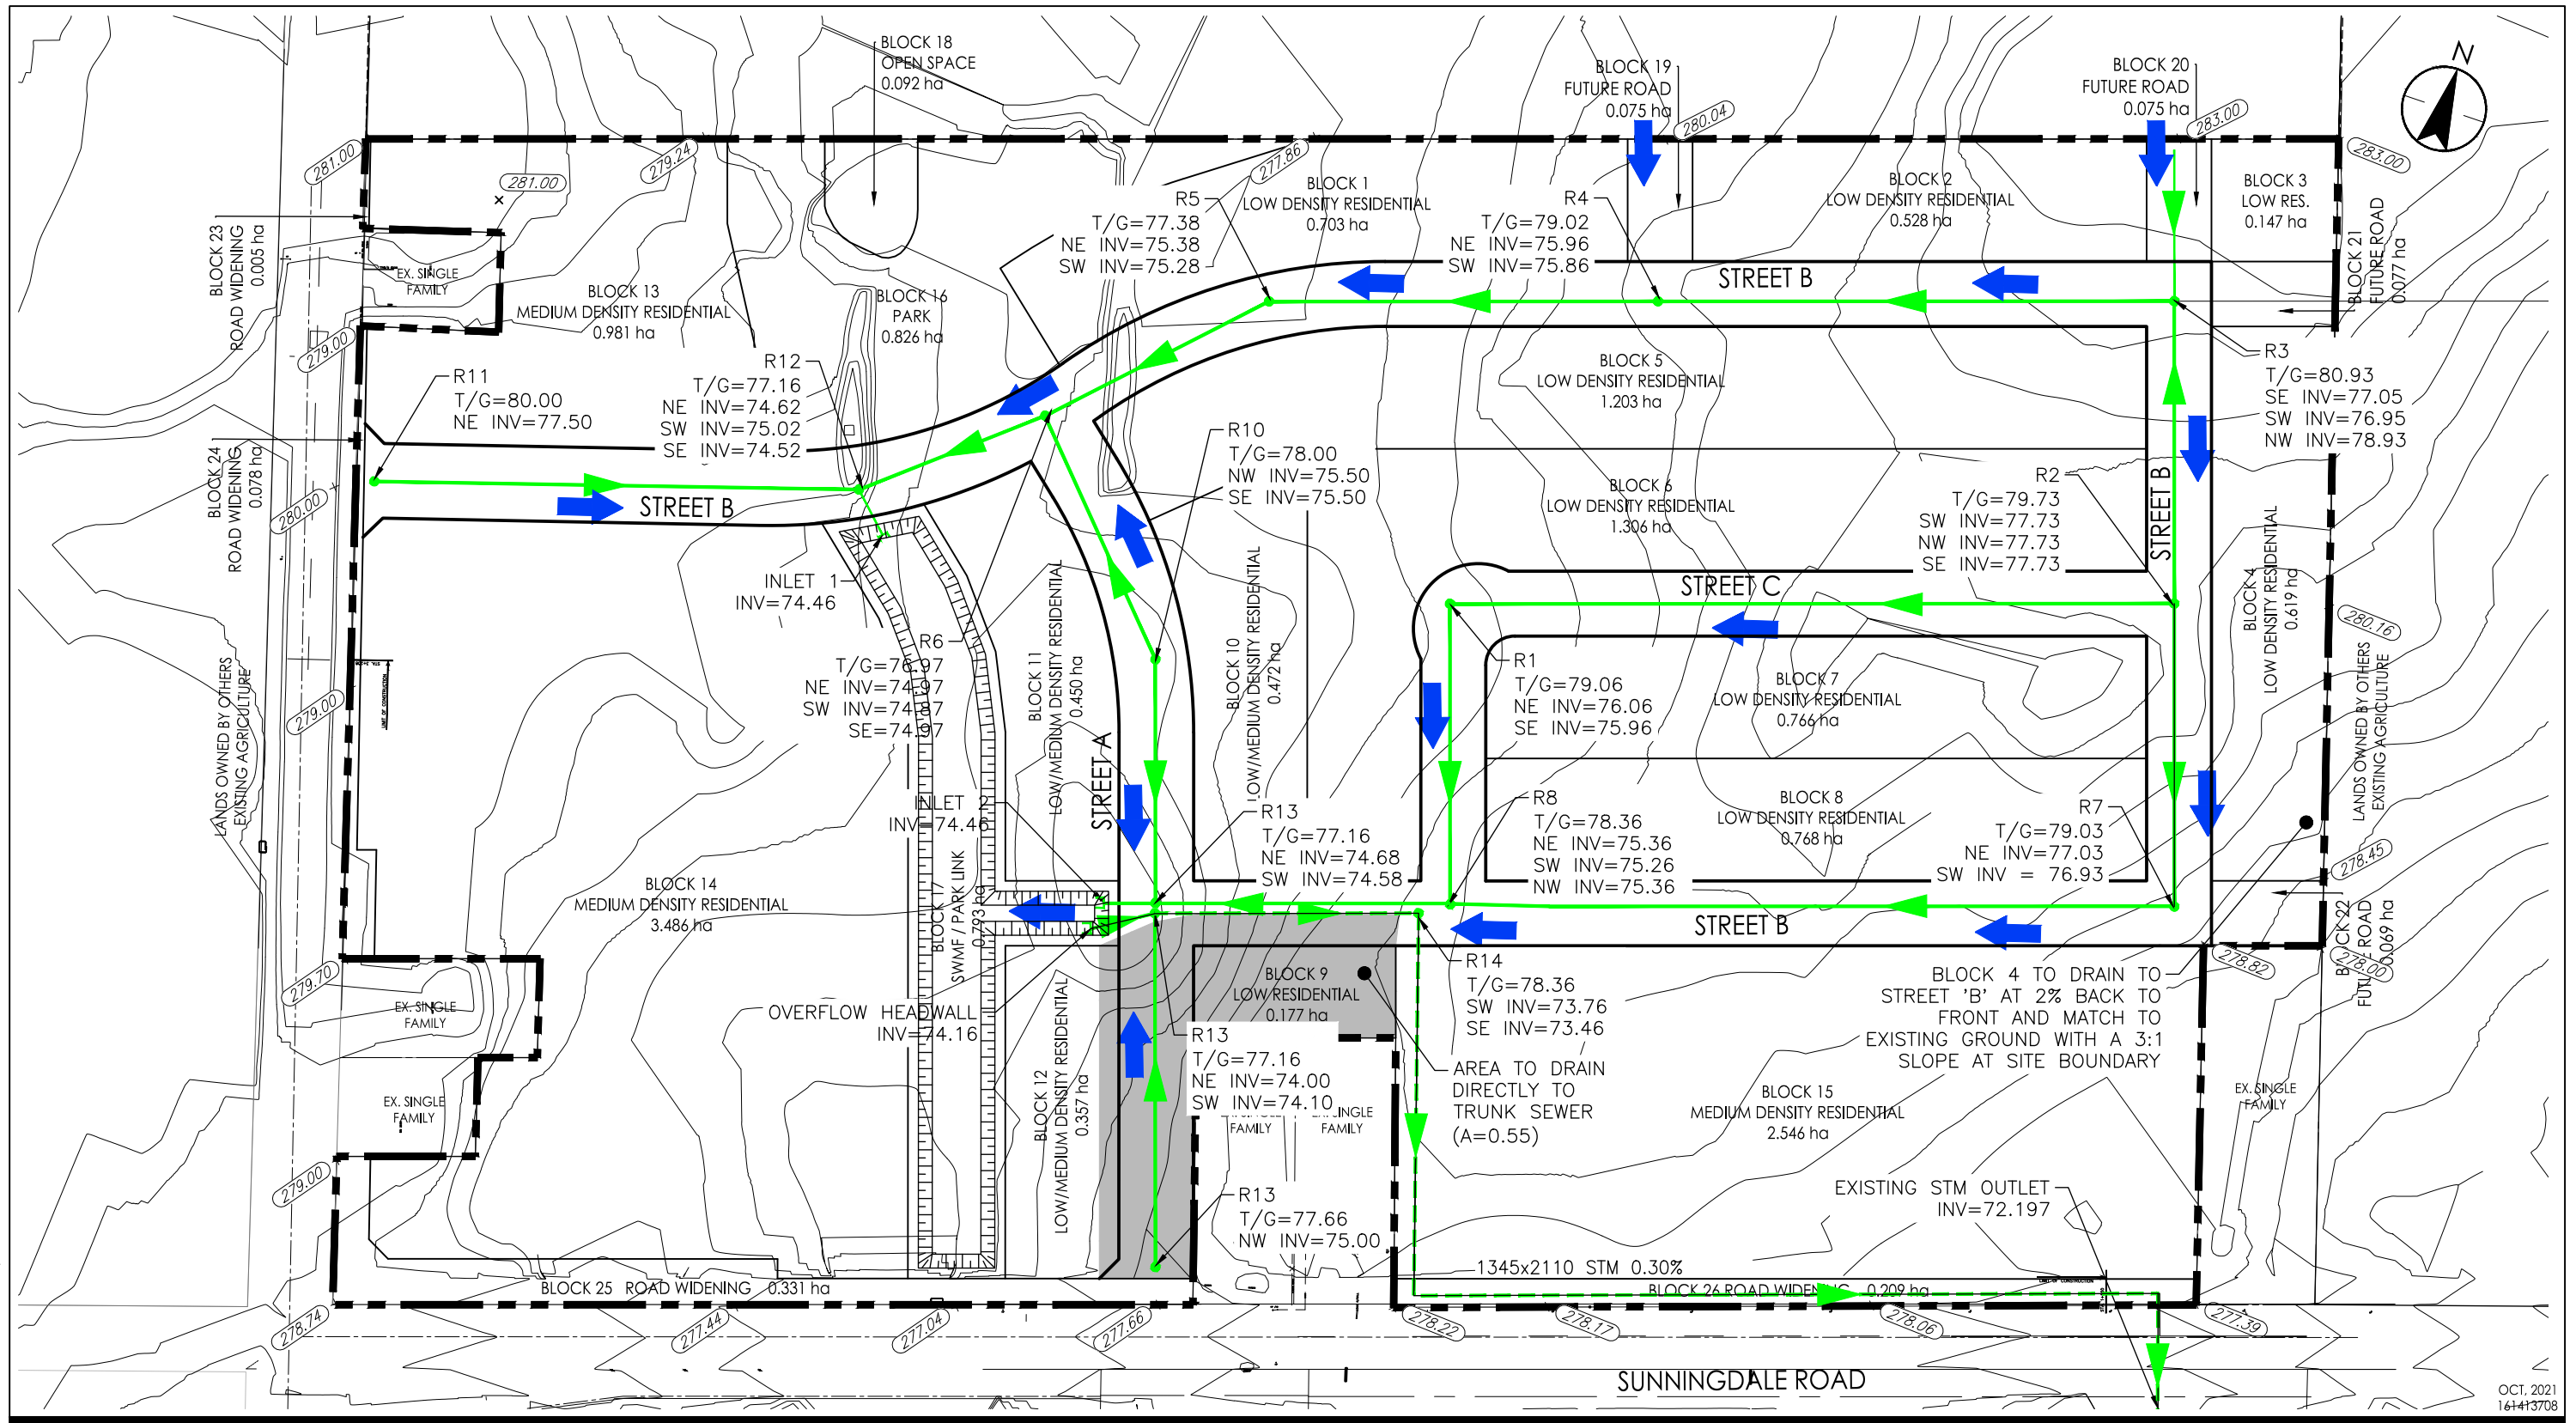 BLOCK 18
OPEN SPACE
0.092 ha
BLOCK 19
FUTURE ROAD
0.075 ha
BLOCK 20
FUTURE ROAD
0.075 ha
N
281.00
279.24
281.00
277.86
280.04
283.00
283.00
BLOCK 23
ROAD WIDENING
0.005 ha
EX. SINGLE
FAMILY
BLOCK 13
MEDIUM DENSITY RESIDENTIAL
0.981 ha
BLOCK 16
PARK
0.826 ha
R5
T/G=77.38
NE INV=75.38
SW INV=75.28
BLOCK 1
LOW DENSITY RESIDENTIAL
0.703 ha
R4
T/G=79.02
NE INV=75.96
SW INV=75.86
BLOCK 2
LOW DENSITY RESIDENTIAL
0.528 ha
BLOCK 3
LOW RES.
0.147 ha
BLOCK 21
FUTURE ROAD
0.077 ha
STREET B
279.00
R11
T/G=80.00
NE INV=77.50
R12
T/G=77.16
NE INV=74.62
SW INV=75.02
SE INV=74.52
BLOCK 5
LOW DENSITY RESIDENTIAL
1.203 ha
R3
T/G=80.93
SE INV=77.05
SW INV=76.95
NW INV=78.93
BLOCK 24
ROAD WIDENING
0.078 ha
280.00
STREET B
R10
T/G=78.00
NW INV=75.50
SE INV=75.50
BLOCK 6
LOW DENSITY RESIDENTIAL
1.306 ha
R2
T/G=79.73
SW INV=77.73
NW INV=77.73
SE INV=77.73
STREET B
INLET 1
INV=74.46
STREET C
BLOCK 4
LOW DENSITY RESIDENTIAL
0.619 ha
280.16
LANDS OWNED BY OTHERS
EXISTING AGRICULTURE
279.00
R6
T/G=76.97
NE INV=74.97
SW INV=74.87
SE=74.97
BLOCK 11
LOW/MEDIUM DENSITY RESIDENTIAL
0.450 ha
BLOCK 10
LOW/MEDIUM DENSITY RESIDENTIAL
0.472 ha
R1
T/G=79.06
NE INV=76.06
SE INV=75.96
BLOCK 7
LOW DENSITY RESIDENTIAL
0.766 ha
LANDS OWNED BY OTHERS
EXISTING AGRICULTURE
STREET A
INLET 2
INV=74.46
R13
T/G=77.16
NE INV=74.68
SW INV=74.58
R8
T/G=78.36
NE INV=75.36
SW INV=75.26
NW INV=75.36
BLOCK 8
LOW DENSITY RESIDENTIAL
0.768 ha
R7
T/G=79.03
NE INV=77.03
SW INV = 76.93
278.45
BLOCK 14
MEDIUM DENSITY RESIDENTIAL
3.486 ha
BLOCK 17
SWMF / PARK LINK
0.793 ha
STREET B
BLOCK 22
FUTURE ROAD
0.069 ha
279.70
EX. SINGLE
FAMILY
OVERFLOW HEADWALL
INV=74.16
BLOCK 9
LOW RESIDENTIAL
0.177 ha
R14
T/G=78.36
SW INV=73.76
SE INV=73.46
BLOCK 4 TO DRAIN TO
STREET 'B' AT 2% BACK TO
FRONT AND MATCH TO
EXISTING GROUND WITH A 3:1
SLOPE AT SITE BOUNDARY
278.82
278.00
BLOCK 12
LOW/MEDIUM DENSITY RESIDENTIAL
0.357 ha
R13
T/G=77.16
NE INV=74.00
SW INV=74.10
AREA TO DRAIN
DIRECTLY TO
TRUNK SEWER
(A=0.55)
FAMILY
FAMILY
BLOCK 15
MEDIUM DENSITY RESIDENTIAL
2.546 ha
EX. SINGLE
FAMILY
EX. SINGLE
FAMILY
279.00
R13
T/G=77.66
NW INV=75.00
EXISTING STM OUTLET
INV=72.197
1345x2110 STM 0.30%
BLOCK 25 ROAD WIDENING 0.331 ha
BLOCK 26 ROAD WIDENING 0.209 ha
278.74
277.44
277.04
277.66
278.22
278.17
278.06
277.39
SUNNINGDALE ROAD
OCT, 2021
161413708